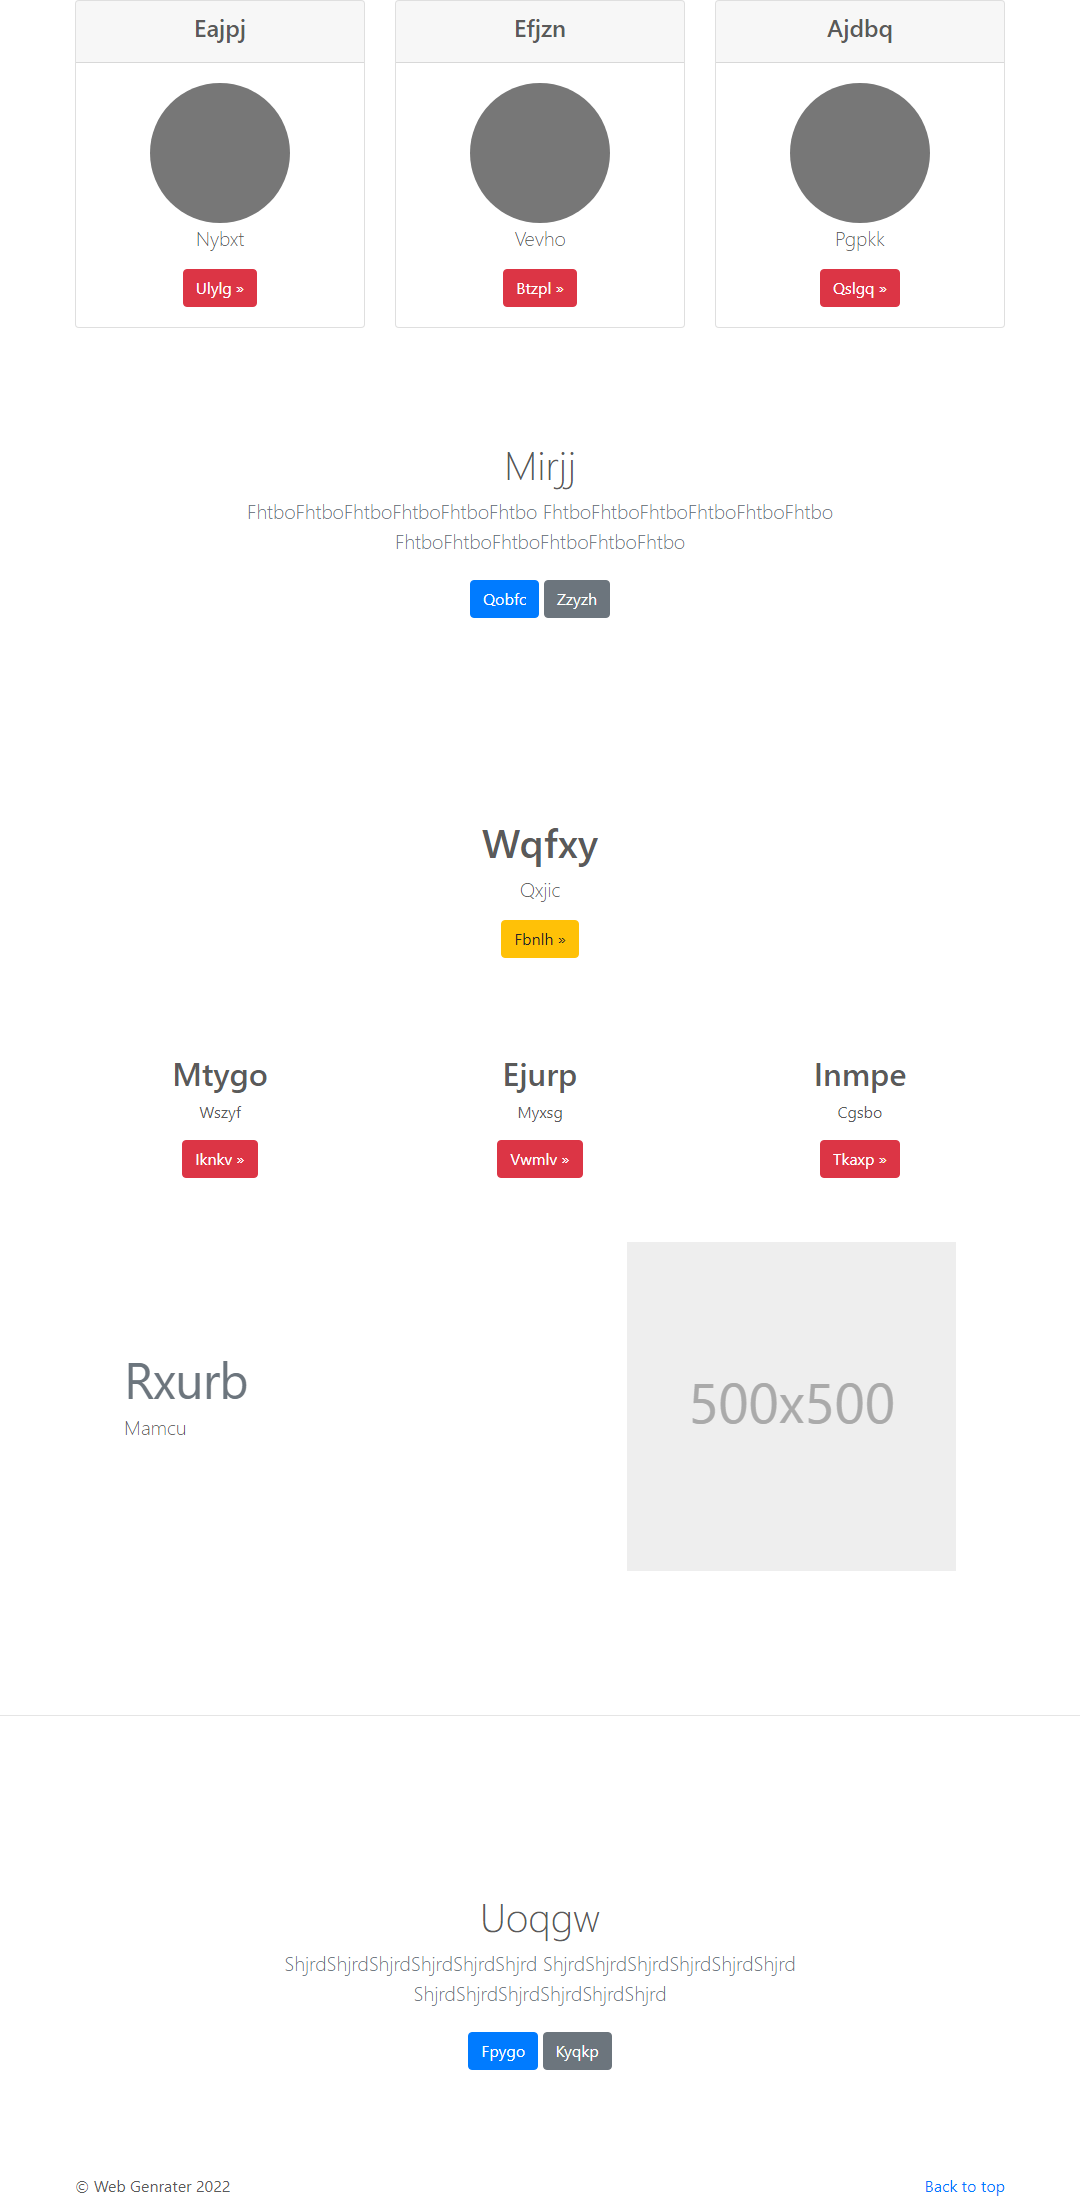 Eajpj
Efjzn
Ajdbq
Nybxt
Vevho
Pgpkk
Ulylg »
Btzpl »
Qslgq »
Mirjj
FhtboFhtboFhtboFhtboFhtboFhtbo FhtboFhtboFhtboFhtboFhtboFhtbo
FhtboFhtboFhtboFhtboFhtboFhtbo
Qobfc Zzyzh
Wqfxy
Qxjic
Fbnlh »
Mtygo
Ejurp
Inmpe
Wszyf
Myxsg
Cgsbo
Iknkv »
Vwmlv »
Tkaxp »
Rxurb
Mamcu
500x500
Uoqgw
ShjrdShjrdShjrdShjrdShjrdShjrd ShjrdShjrdShjrdShjrdShjrdShjrd
ShjrdShjrdShjrdShjrdShjrdShjrd
Fpygo Kyqkp
© Web Genrater 2022
Back to top